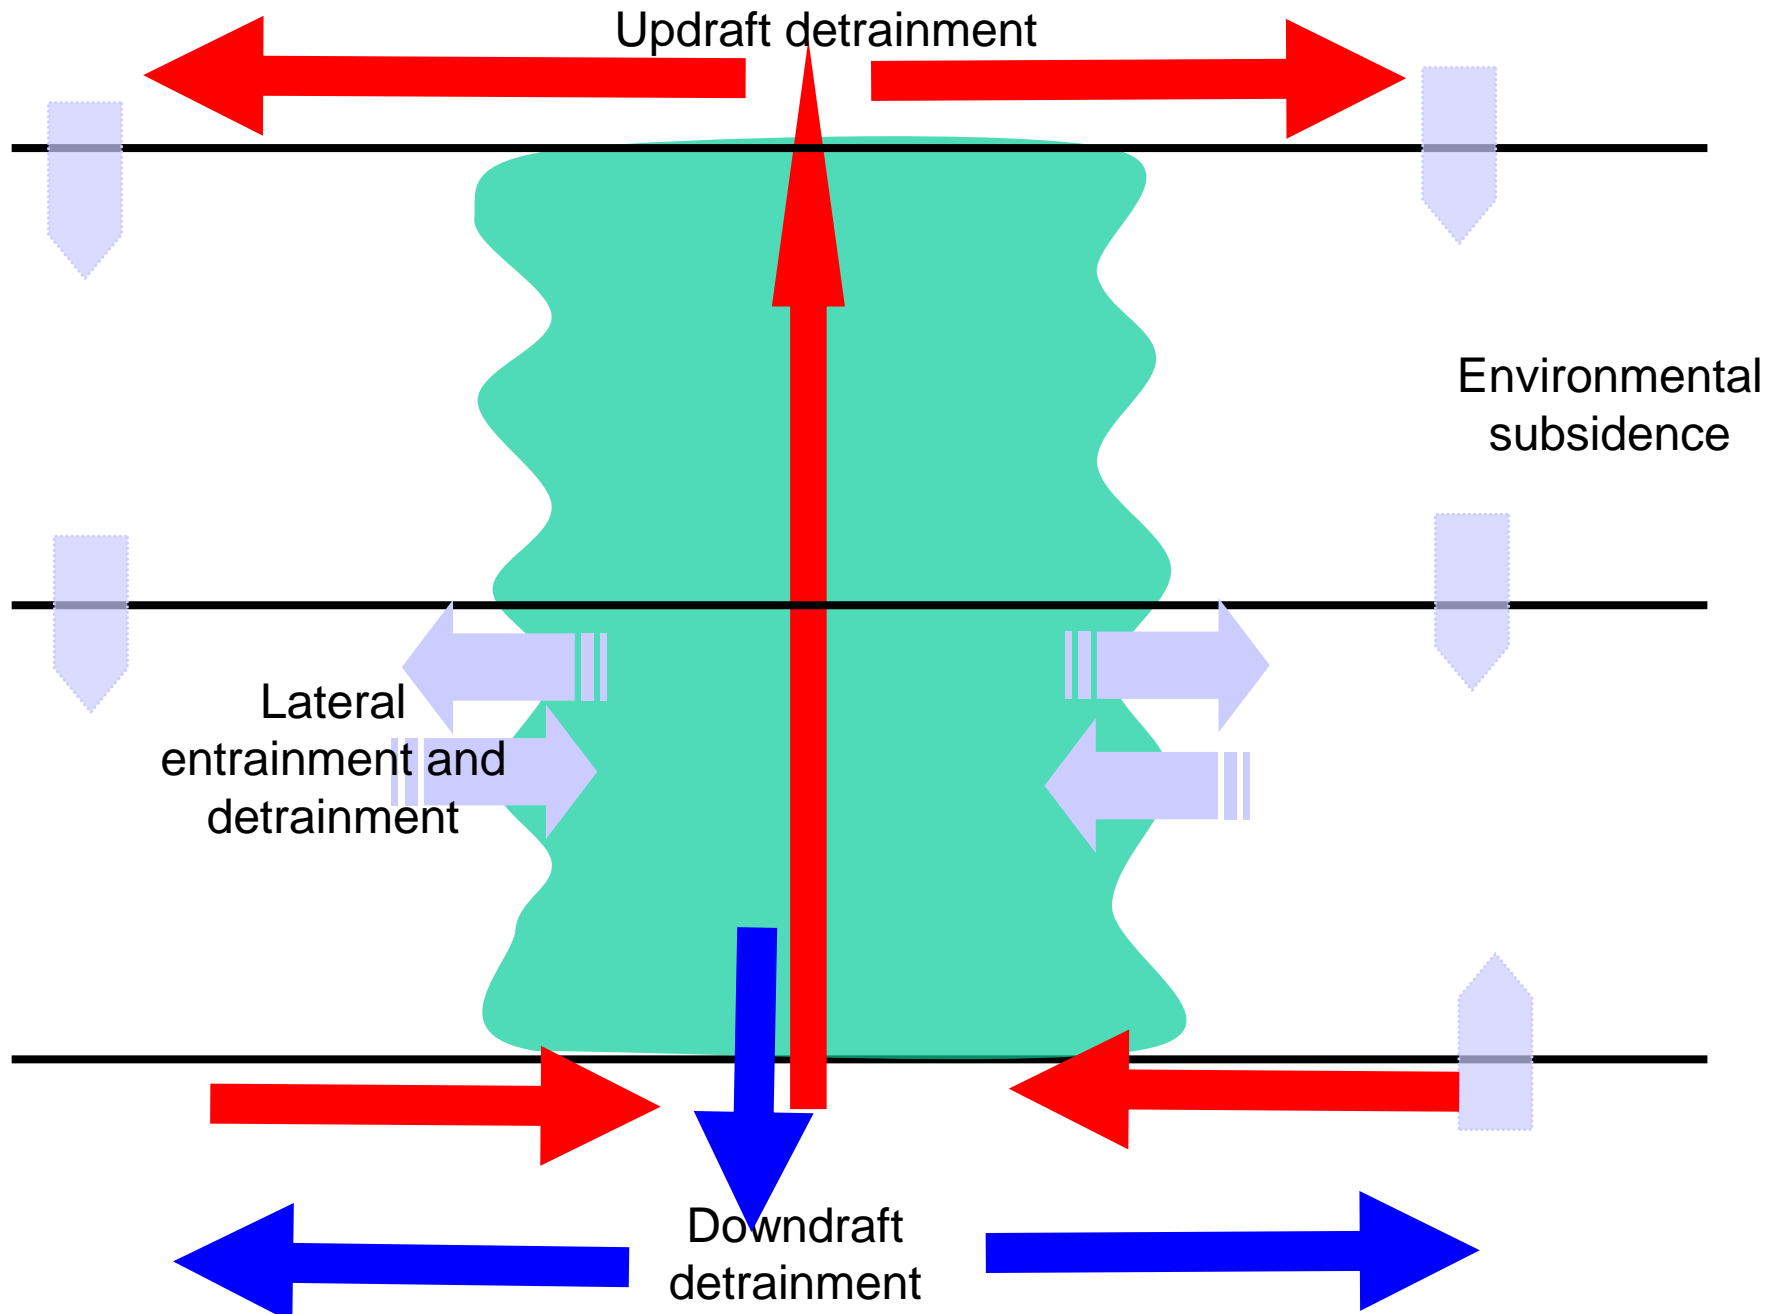 Updraft detrainment
Environmental
subsidence
Lateral
entrainment and
detrainment
Downdraft
detrainment